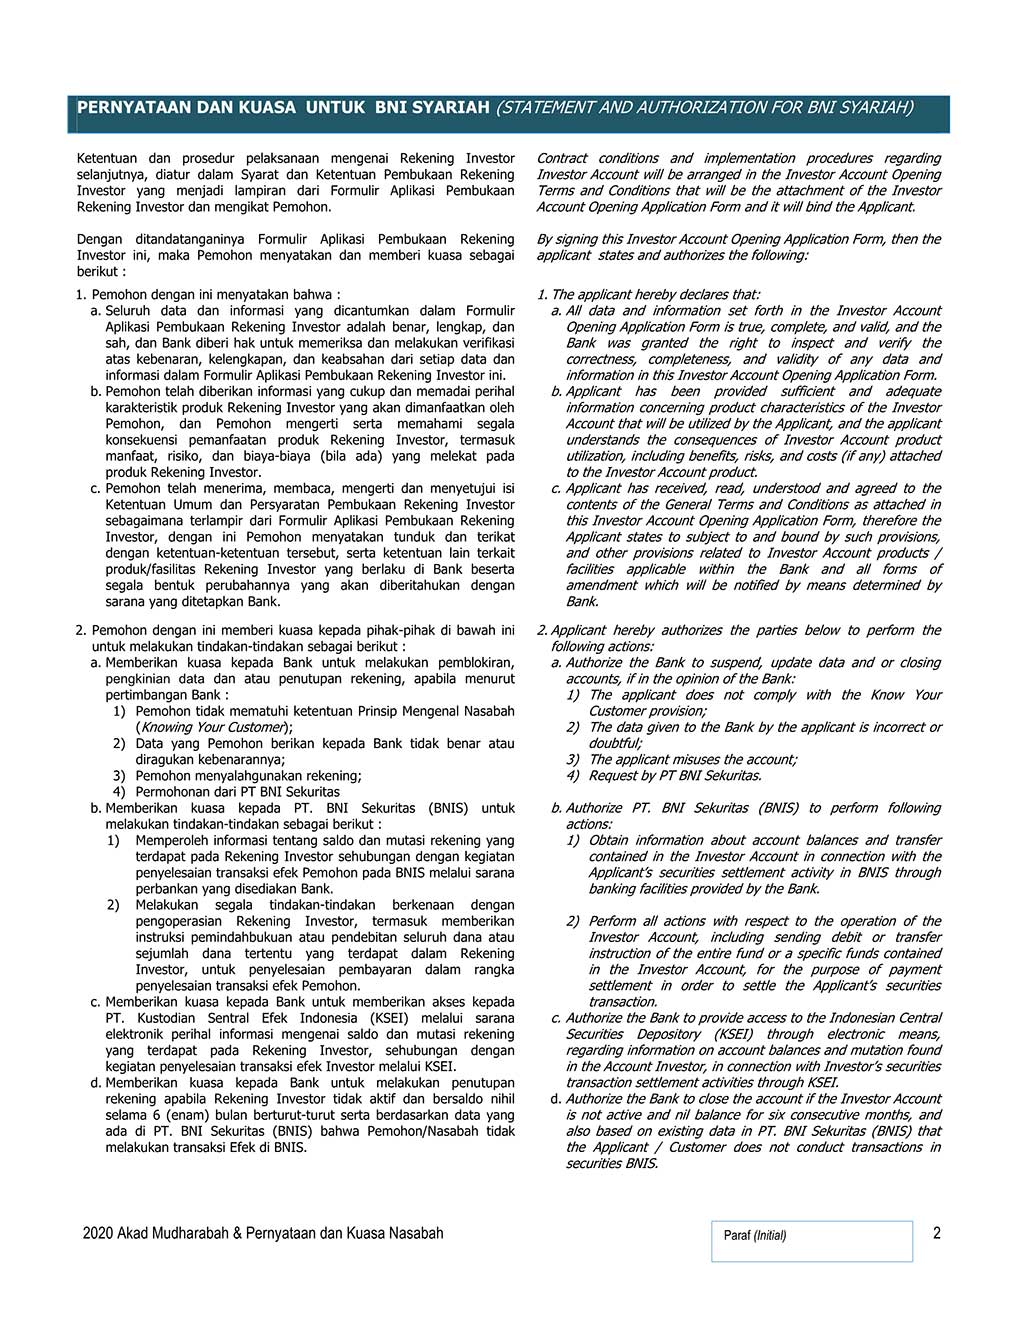 PERNYATAAN DAN KUASA UNTUK BNI SYARIAH (STATEMENT AND AUTHORIZATION FOR BNI SYARIAH)
Ketentuan dan prosedur pelaksanaan mengenai Rekening Investor
selanjutnya, diatur dalam Syarat dan Ketentuan Pembukaan Rekening
Investor yang menjadi lampiran dari Formulir Aplikasi Pembukaan
Rekening Investor dan mengikat Pemohon.
Dengan ditandatanganinya Formulir Aplikasi Pembukaan Rekening
Investor ini, maka Pemohon menyatakan dan memberi kuasa sebagai
berikut :
1. Pemohon dengan ini menyatakan bahwa :
a. Seluruh data dan informasi yang dicantumkan dalam Formulir
Aplikasi Pembukaan Rekening Investor adalah benar, lengkap, dan
sah, dan Bank diberi hak untuk memeriksa dan melakukan verifikasi
atas kebenaran, kelengkapan, dan keabsahan dari setiap data dan
informasi dalam Formulir Aplikasi Pembukaan Rekening Investor ini.
b. Pemohon telah diberikan informasi yang cukup dan memadai perihal
karakteristik produk Rekening Investor yang akan dimanfaatkan oleh
Pemohon, dan Pemohon mengerti serta memahami segala
konsekuensi pemanfaatan produk Rekening Investor, termasuk
manfaat, risiko, dan biaya-biaya (bila ada) yang melekat pada
produk Rekening Investor.
c. Pemohon telah menerima, membaca, mengerti dan menyetujui isi
Ketentuan Umum dan Persyaratan Pembukaan Rekening Investor
sebagaimana terlampir dari Formulir Aplikasi Pembukaan Rekening
Investor, dengan ini Pemohon menyatakan tunduk dan terikat
dengan ketentuan-ketentuan tersebut, serta ketentuan lain terkait
produk/fasilitas Rekening Investor yang berlaku di Bank beserta
segala bentuk perubahannya yang akan diberitahukan dengan
sarana yang ditetapkan Bank.
2. Pemohon dengan ini memberi kuasa kepada pihak-pihak di bawah ini
untuk melakukan tindakan-tindakan sebagai berikut :
a. Memberikan kuasa kepada Bank untuk melakukan pemblokiran,
pengkinian data dan atau penutupan rekening, apabila menurut
pertimbangan Bank :
1) Pemohon tidak mematuhi ketentuan Prinsip Mengenal Nasabah
(Knowing Your Customer);
2) Data yang Pemohon berikan kepada Bank tidak benar atau
diragukan kebenarannya;
3) Pemohon menyalahgunakan rekening;
4) Permohonan dari PT BNI Sekuritas
b. Memberikan kuasa kepada PT. BNI Sekuritas (BNIS) untuk
melakukan tindakan-tindakan sebagai berikut :
1) Memperoleh informasi tentang saldo dan mutasi rekening yang
terdapat pada Rekening Investor sehubungan dengan kegiatan
penyelesaian transaksi efek Pemohon pada BNIS melalui sarana
perbankan yang disediakan Bank.
2) Melakukan segala tindakan-tindakan berkenaan dengan
pengoperasian Rekening Investor, termasuk memberikan
instruksi pemindahbukuan atau pendebitan seluruh dana atau
sejumlah dana tertentu yang terdapat dalam Rekening
Investor, untuk penyelesaian pembayaran dalam rangka
penyelesaian transaksi efek Pemohon.
c. Memberikan kuasa kepada Bank untuk memberikan akses kepada
PT. Kustodian Sentral Efek Indonesia (KSEI) melalui sarana
elektronik perihal informasi mengenai saldo dan mutasi rekening
yang terdapat pada Rekening Investor, sehubungan dengan
kegiatan penyelesaian transaksi efek Investor melalui KSEI.
d. Memberikan kuasa kepada Bank untuk melakukan penutupan
rekening apabila Rekening Investor tidak aktif dan bersaldo nihil
selama 6 (enam) bulan berturut-turut serta berdasarkan data yang
ada di PT. BNI Sekuritas (BNIS) bahwa Pemohon/Nasabah tidak
melakukan transaksi Efek di BNIS.
Contract conditions and implementation procedures regarding
Investor Account will be arranged in the Investor Account Opening
Terms and Conditions that will be the attachment of the Investor
Account Opening Application Form and it will bind the Applicant.
By signing this Investor Account Opening Application Form, then the
applicant states and authorizes the following:
1. The applicant hereby declares that:
a. All data and information set forth in the Investor Account
Opening Application Form is true, complete, and valid, and the
Bank was granted the right to inspect and verify the
correctness, completeness, and validity of any data and
information in this Investor Account Opening Application Form.
b. Applicant has been provided sufficient and adequate
information concerning product characteristics of the Investor
Account that will be utilized by the Applicant, and the applicant
understands the consequences of Investor Account product
utilization, including benefits, risks, and costs (if any) attached
to the Investor Account product.
c. Applicant has received, read, understood and agreed to the
contents of the General Terms and Conditions as attached in
this Investor Account Opening Application Form, therefore the
Applicant states to subject to and bound by such provisions,
and other provisions related to Investor Account products /
facilities applicable within the Bank and all forms of
amendment which will be notified by means determined by
Bank.
2. Applicant hereby authorizes the parties below to perform the
following actions:
a. Authorize the Bank to suspend, update data and or closing
accounts, if in the opinion of the Bank:
1) The applicant does not comply with the Know Your
Customer provision;
2) The data given to the Bank by the applicant is incorrect or
doubtful;
3) The applicant misuses the account;
4) Request by PT BNI Sekuritas.
b. Authorize PT. BNI Sekuritas (BNIS) to perform following
actions:
1) Obtain information about account balances and transfer
contained in the Investor Account in connection with the
Applicant's securities settlement activity in BNIS through
banking facilities provided by the Bank.
2) Perform all actions with respect to the operation of the
Investor Account, including sending debit or transfer
instruction of the entire fund or a specific funds contained
in the Investor Account, for the purpose of payment
settlement in order to settle the Applicant's securities
transaction.
c. Authorize the Bank to provide access to the Indonesian Central
Securities Depository (KSEI) through electronic means,
regarding information on account balances and mutation found
in the Account Investor, in connection with Investor's securities
transaction settlement activities through KSEI.
d. Authorize the Bank to close the account if the Investor Account
is not active and nil balance for six consecutive months, and
also based on existing data in PT. BNI Sekuritas (BNIS) that
the Applicant / Customer does not conduct transactions in
securities BNIS.
2020 Akad Mudharabah & Pernyataan dan Kuasa Nasabah
Paraf (Initial)
2